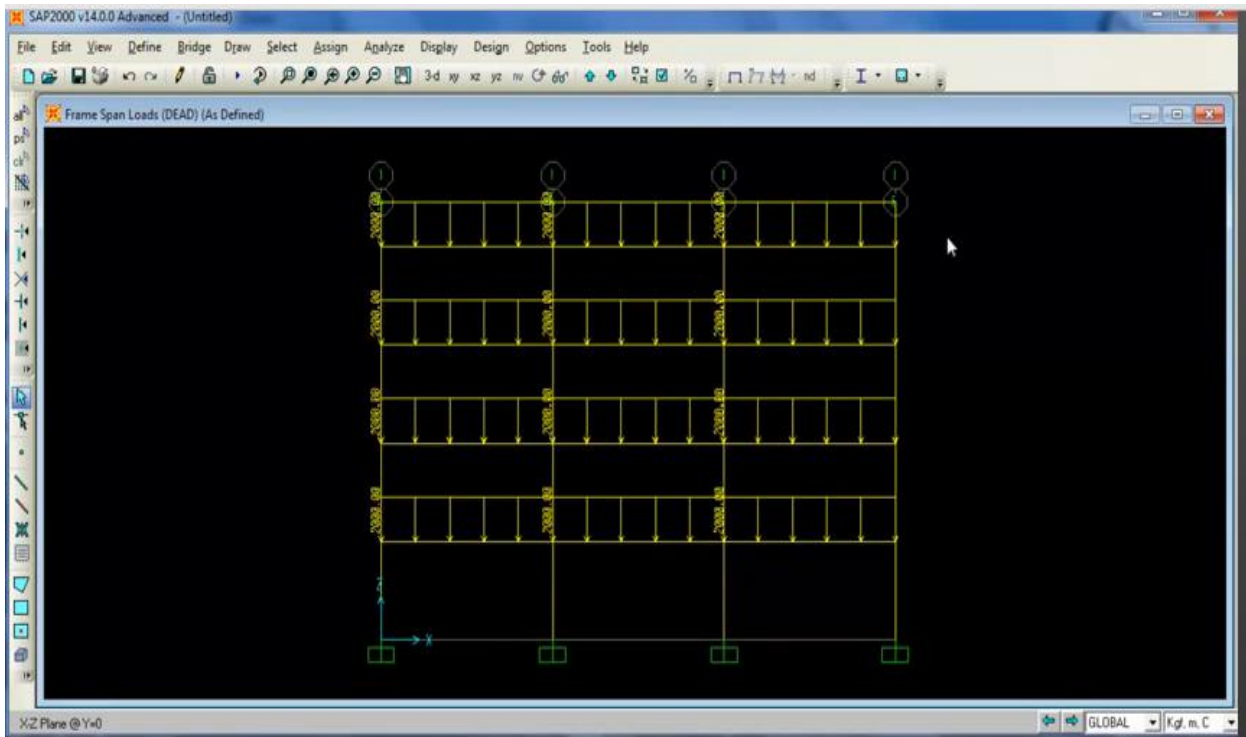 SAP2000 v14.0.0 Advanced - (Untitled)
File Edit View Define Bridge Draw Select Assign Analyze Display Design Options Tools Help
3-d xy xz yz nv nd
Frame Span Loads (DEAD) (As Defined)
2000.00 2000.00 2000.00
2000.00 2000.00 2000.00
2000.00 2000.00 2000.00
2000.00 2000.00 2000.00
Z
X
X-Z Plane @ Y=0 GLOBAL Kgf, m, C